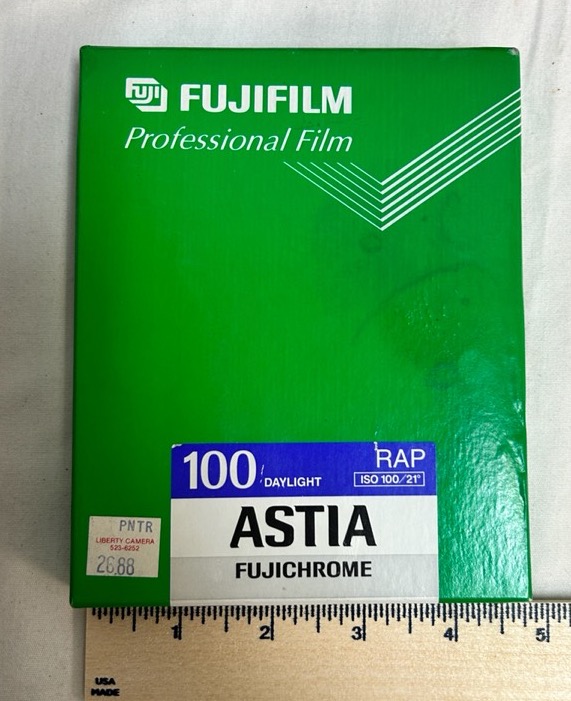 FUJI FUJIFILM
Professional Film
100 DAYLIGHT RAP
ISO 100/21°
ASTIA
FUJICHROME
PNTR
LIBERTY CAMERA
523-6252
26.88
1 2 3 4 5
USA
MADE